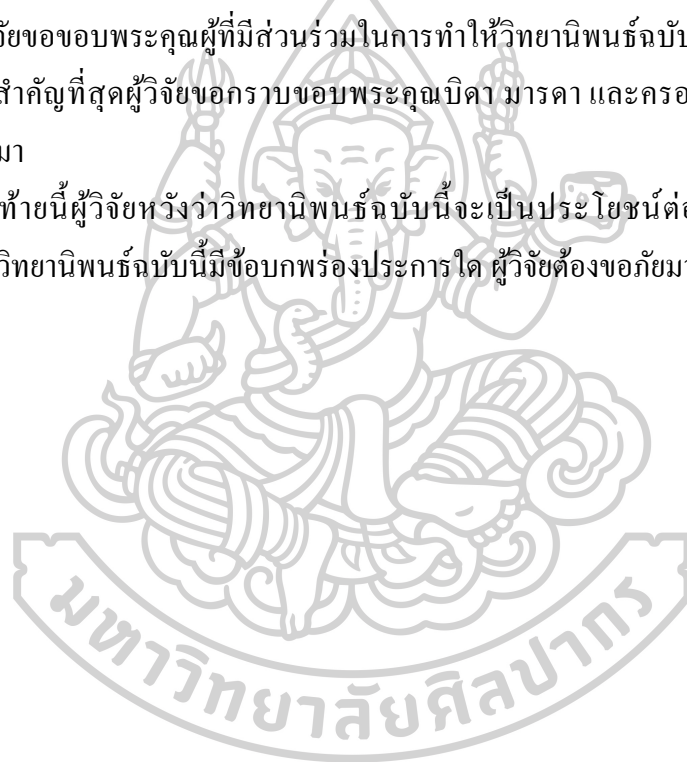 ัยขอขอบพระคุณผู้ที่มีส่วนร่วมในการทำให้วิทยานิพนธ์ฉบับ
สำคัญที่สุดผู้วิจัยขอกราบขอบพระคุณบิดา มารดา และครอ
มา
ท้ายนี้ผู้วิจัยหวังว่าวิทยานิพนธ์ฉบับนี้จะเป็นประโยชน์ต่อ
วิทยานิพนธ์ฉบับนี้มีข้อบกพร่องประการใด ผู้วิจัยต้องขอภัยมา
มหาวิทยาลัยศิลปากร